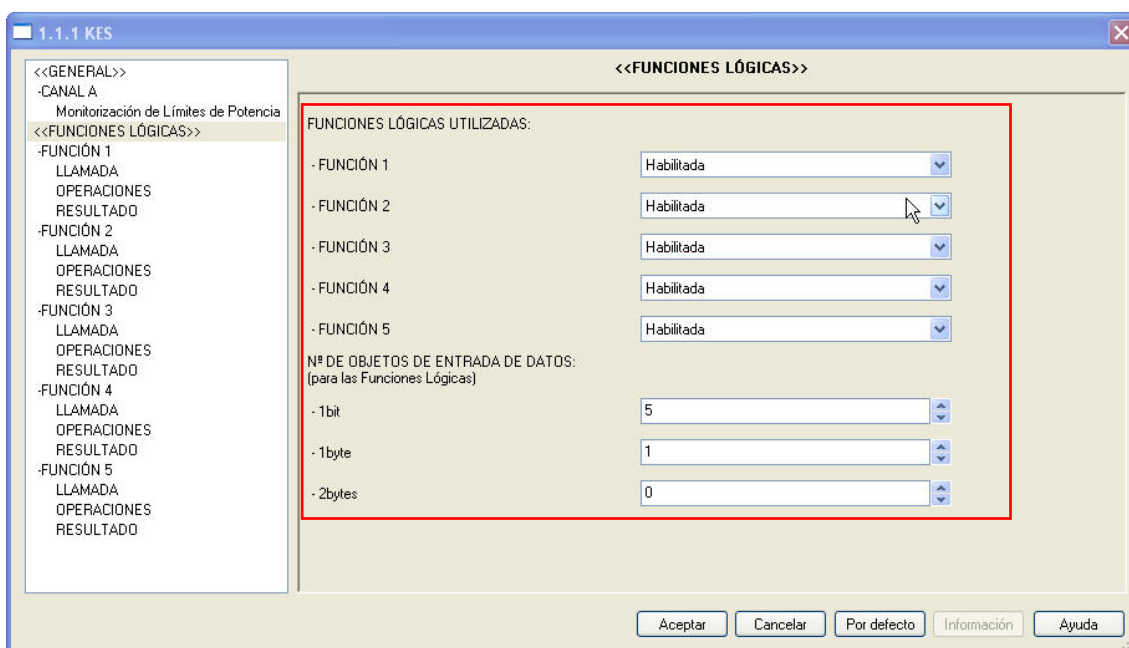 1.1.1 KES
<<GENERAL>>
-CANAL A
Monitorización de Límites de Potencia
<<FUNCIONES LÓGICAS>>
-FUNCIÓN 1
LLAMADA
OPERACIONES
RESULTADO
-FUNCIÓN 2
LLAMADA
OPERACIONES
RESULTADO
-FUNCIÓN 3
LLAMADA
OPERACIONES
RESULTADO
-FUNCIÓN 4
LLAMADA
OPERACIONES
RESULTADO
-FUNCIÓN 5
LLAMADA
OPERACIONES
RESULTADO
<<FUNCIONES LÓGICAS>>
FUNCIONES LÓGICAS UTILIZADAS:
- FUNCIÓN 1 Habilitada
- FUNCIÓN 2 Habilitada
- FUNCIÓN 3 Habilitada
- FUNCIÓN 4 Habilitada
- FUNCIÓN 5 Habilitada
Nº DE OBJETOS DE ENTRADA DE DATOS:
(para las Funciones Lógicas)
- 1bit 5
- 1byte 1
- 2bytes 0
Aceptar Cancelar Por defecto Información Ayuda